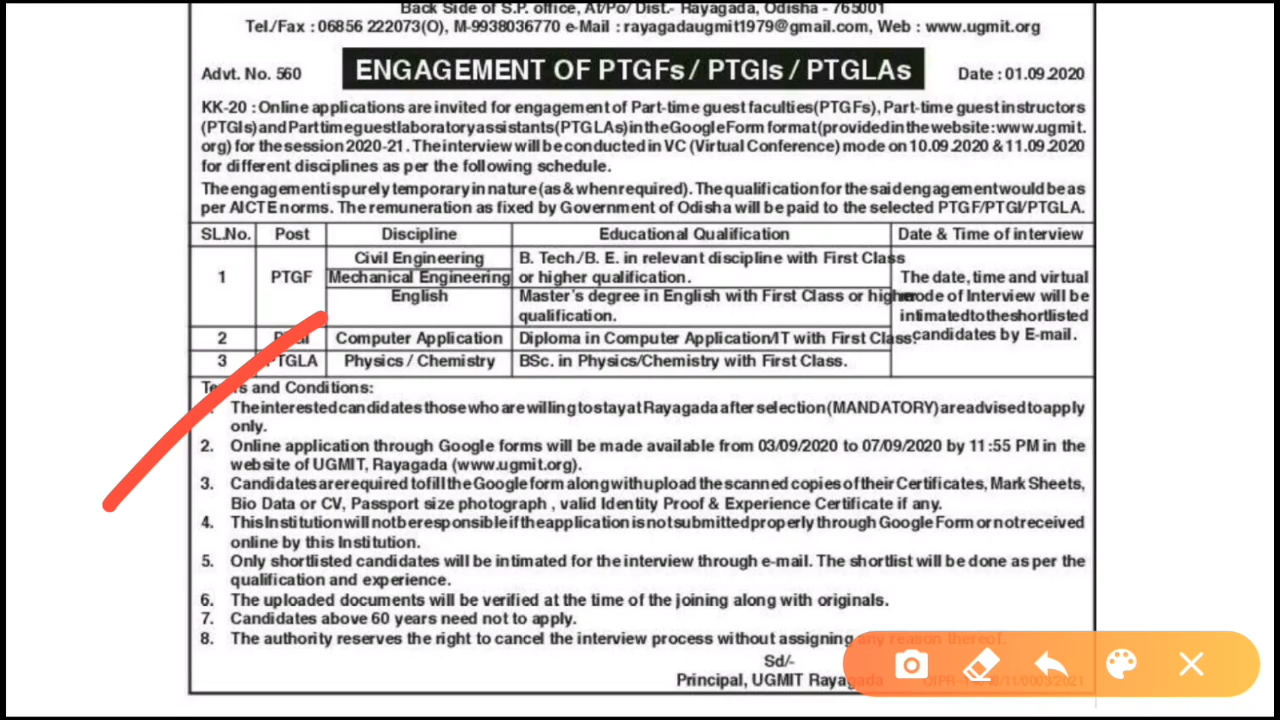 Back Side of S.P. office, At/Po/ Dist.- Rayagada, Odisha - 765001
Tel./Fax : 06856 222073(O), M-9938036770 e-Mail : rayagadaugmit1979@gmail.com, Web : www.ugmit.org
Advt. No. 560 ENGAGEMENT OF PTGFs / PTGIs / PTGLAs Date : 01.09.2020
KK-20 : Online applications are invited for engagement of Part-time guest faculties(PTGFs), Part-time guest instructors
(PTGIs) and Part time guest laboratory assistants (PTGLAs) in the Google Form format (provided in the website : www.ugmit.
org) for the session 2020-21. The interview will be conducted in VC (Virtual Conference) mode on 10.09.2020 & 11.09.2020
for different disciplines as per the following schedule.
The engagement is purely temporary in nature (as & when required). The qualification for the said engagement would be as
per AICTE norms. The remuneration as fixed by Government of Odisha will be paid to the selected PTGF/PTGI/PTGLA.
SL.No. Post Discipline Educational Qualification Date & Time of interview
1 PTGF Civil Engineering B. Tech./B. E. in relevant discipline with First Class
Mechanical Engineering or higher qualification. The date, time and virtual
English Master's degree in English with First Class or higher mode of Interview will be
qualification. intimated to the shortlisted
2 Computer Application Diploma in Computer Application/IT with First Class. candidates by E-mail.
3 PTGLA Physics / Chemistry BSc. in Physics/Chemistry with First Class.
Terms and Conditions:
1. The interested candidates those who are willing to stay at Rayagada after selection (MANDATORY) are advised to apply
only.
2. Online application through Google forms will be made available from 03/09/2020 to 07/09/2020 by 11:55 PM in the
website of UGMIT, Rayagada (www.ugmit.org).
3. Candidates are required to fill the Google form along with upload the scanned copies of their Certificates, Mark Sheets,
Bio Data or CV, Passport size photograph , valid Identity Proof & Experience Certificate if any.
4. This Institution will not be responsible if the application is not submitted properly through Google Form or not received
online by this Institution.
5. Only shortlisted candidates will be intimated for the interview through e-mail. The shortlist will be done as per the
qualification and experience.
6. The uploaded documents will be verified at the time of the joining along with originals.
7. Candidates above 60 years need not to apply.
8. The authority reserves the right to cancel the interview process without assigning any reason thereof.
Sd/-
Principal, UGMIT Rayagada